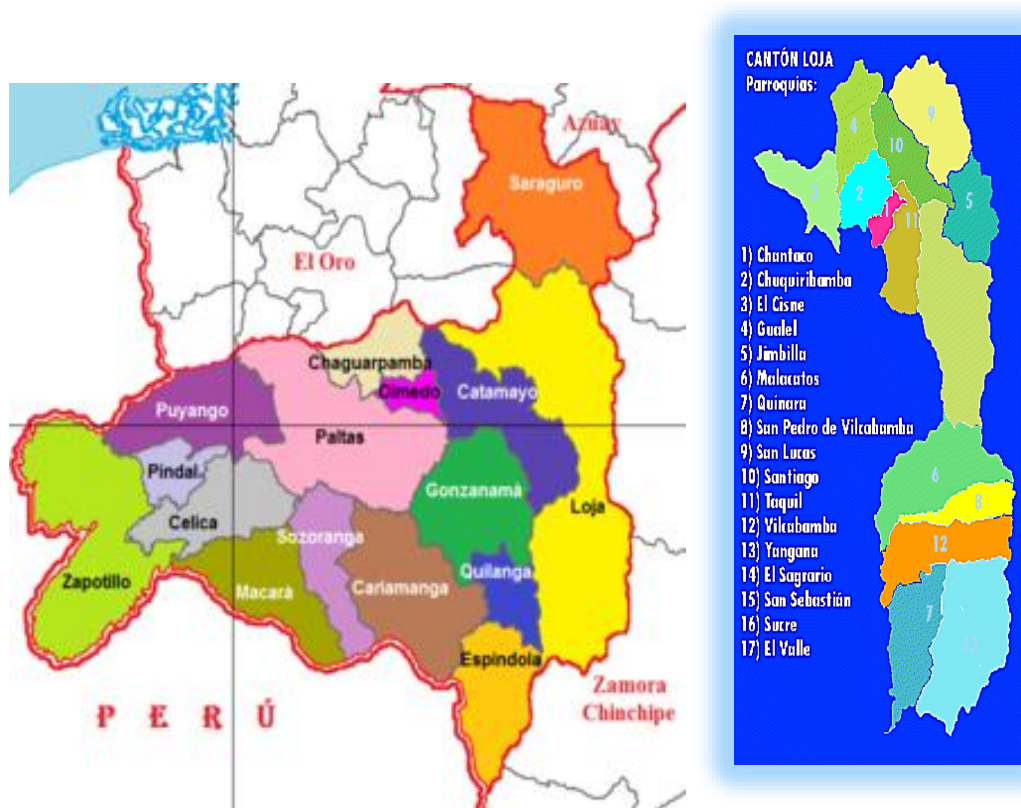 Azuay
Saraguro
El Oro
Chaguarpamba
Olmedo
Catamayo
Puyango
Paltas
Pindal
Gonzanamá
Loja
Celica
Sozoranga
Quilanga
Zapotillo
Macará
Cariamanga
Espindola
Zamora
Chinchipe
P E R Ú
CANTÓN LOJA
Parroquias:
9
4
10
3
2
1
11
5
1) Chantaco
2) Chuquiribamba
3) El Cisne
4) Gualel
5) Jimbilla
6) Malacatos
7) Quinara
8) San Pedro de Vilcabamba
9) San Lucas
10) Santiago
11) Taquil
12) Vilcabamba
13) Yangana
14) El Sagrario
15) San Sebastián
16) Sucre
17) El Valle
6
8
12
7
13